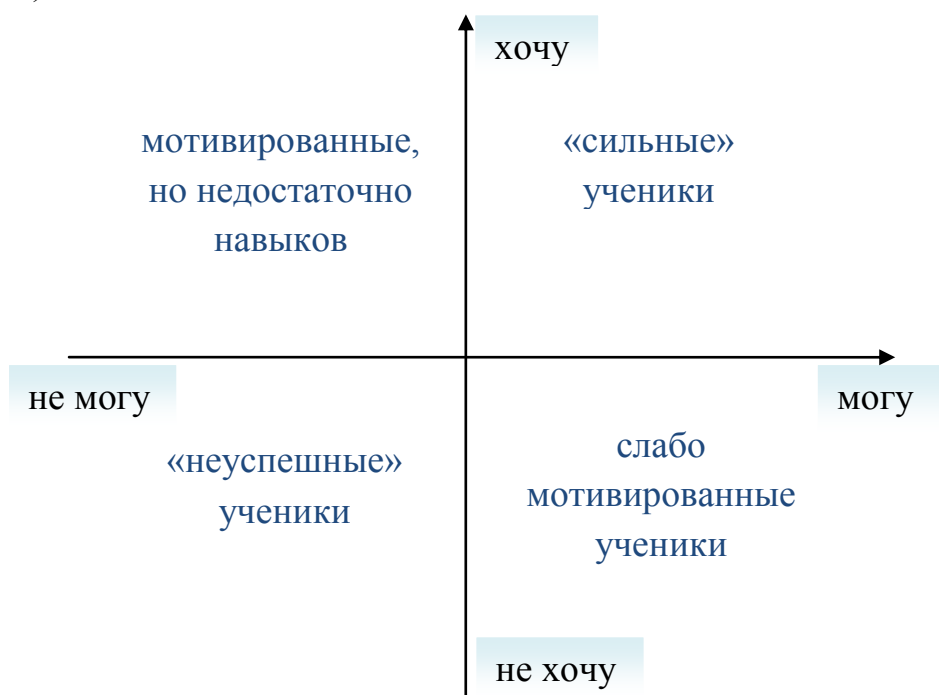 хочу
мотивированные,
но недостаточно
навыков
«сильные»
ученики
не могу
могу
«неуспешные»
ученики
слабо
мотивированные
ученики
не хочу